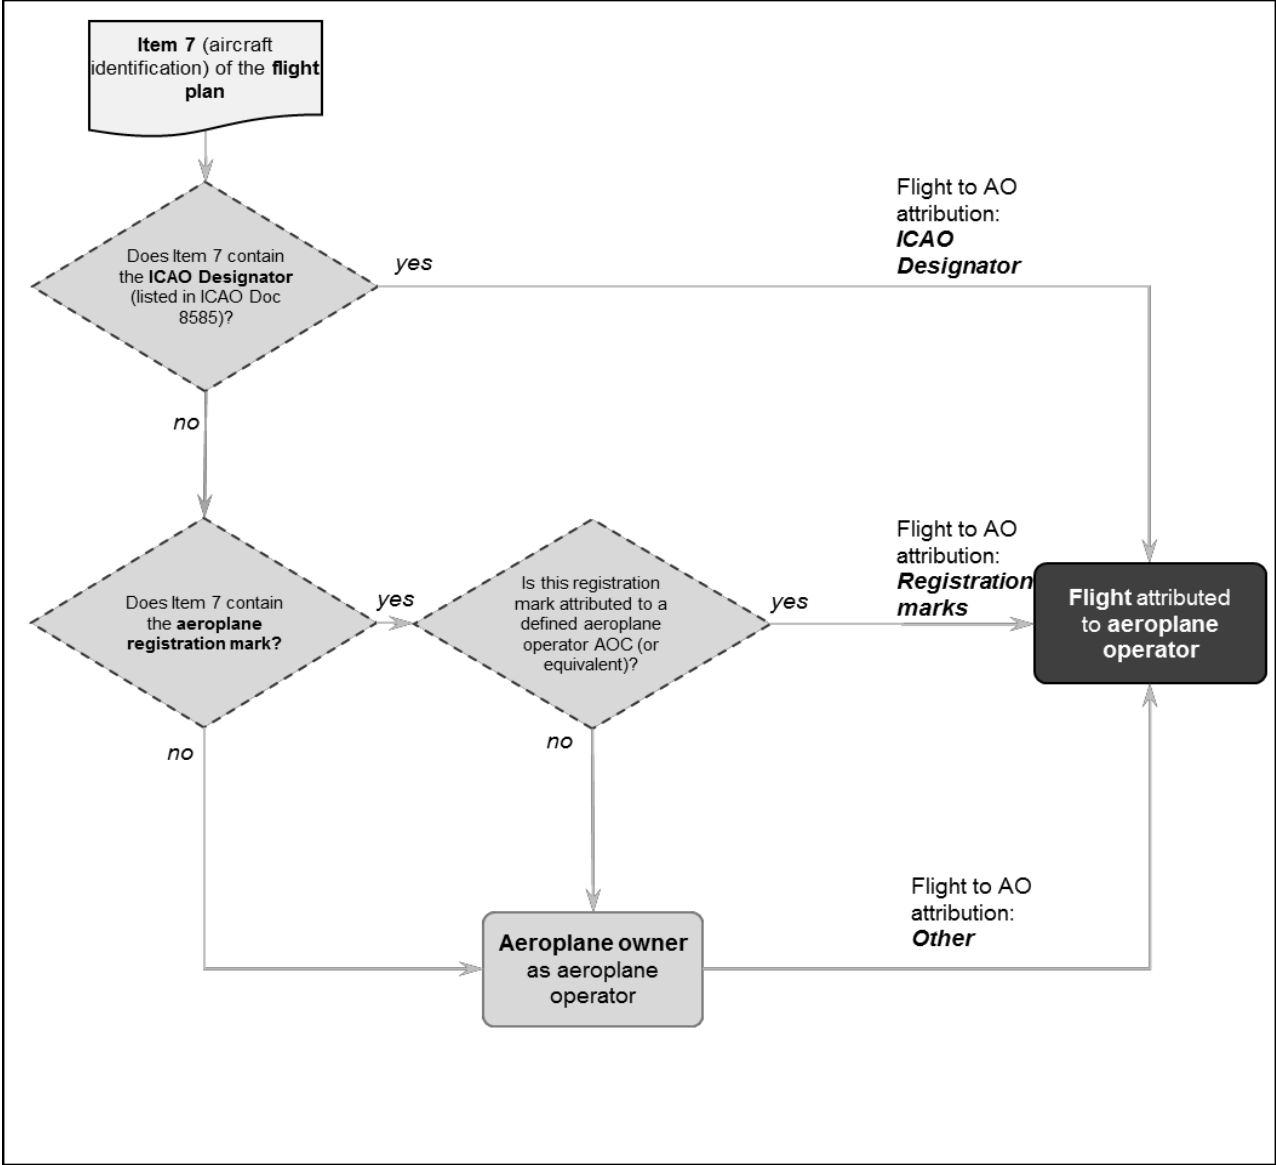 Item 7 (aircraft
identification) of the flight
plan
Flight to AO
attribution:
ICAO
Designator
Does Item 7 contain
the ICAO Designator
(listed in ICAO Doc
8585)?
yes
no
Does Item 7 contain
the aeroplane
registration mark?
yes
Is this registration
mark attributed to a
defined aeroplane
operator AOC (or
equivalent)?
yes
Flight to AO
attribution:
Registration
marks
Flight attributed
to aeroplane
operator
no
no
Aeroplane owner
as aeroplane
operator
Flight to AO
attribution:
Other